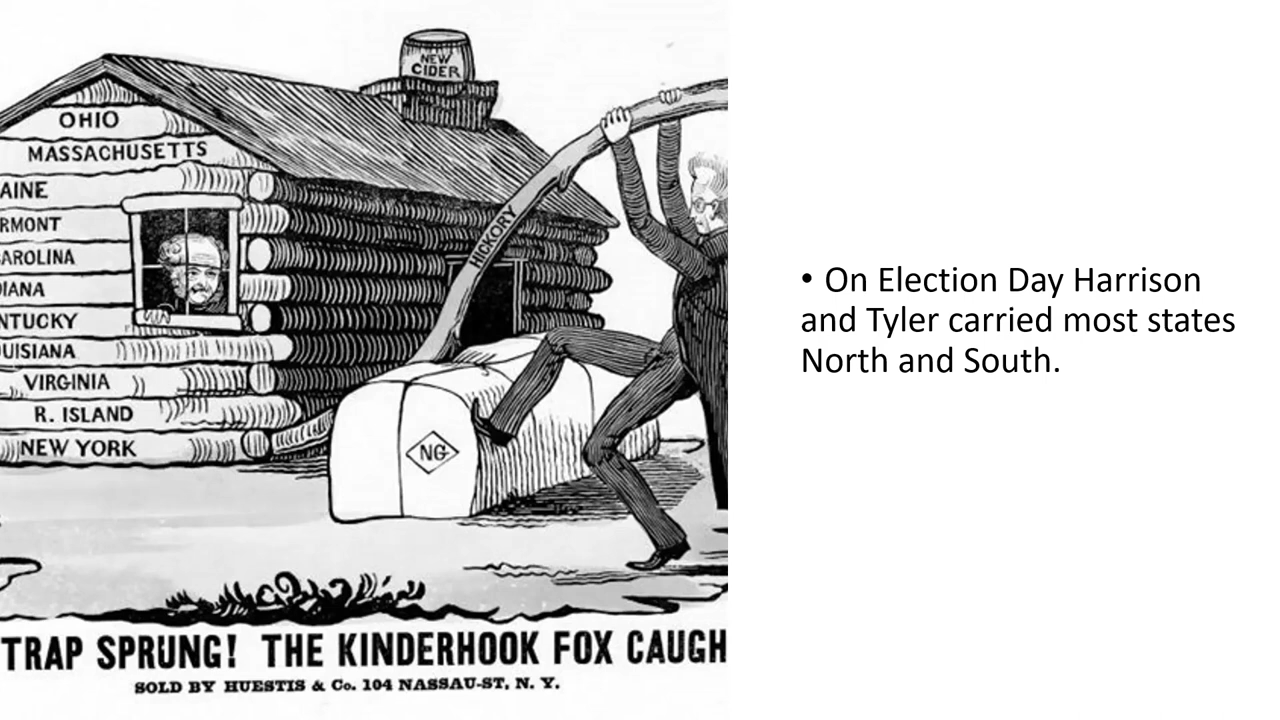 NEW
CIDER
OHIO
MASSACHUSETTS
AINE
RMONT
AROLINA
IANA
NTUCKY
UISIANA
VIRGINIA
R. ISLAND
NEW YORK
HICKORY
NG
TRAP SPRUNG! THE KINDERHOOK FOX CAUGH
SOLD BY HUESTIS & Co. 104 NASSAU-ST, N. Y.
• On Election Day Harrison
and Tyler carried most states
North and South.